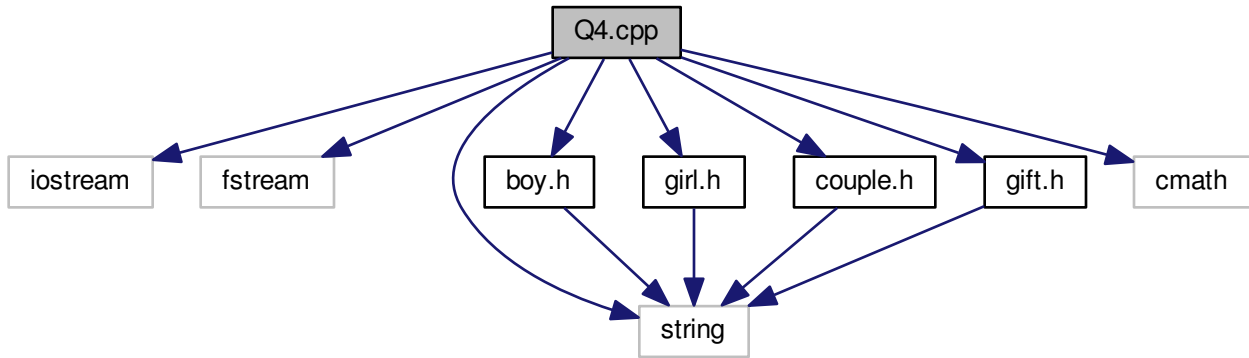 Q4.cpp
iostream
fstream
boy.h
girl.h
couple.h
gift.h
cmath
string